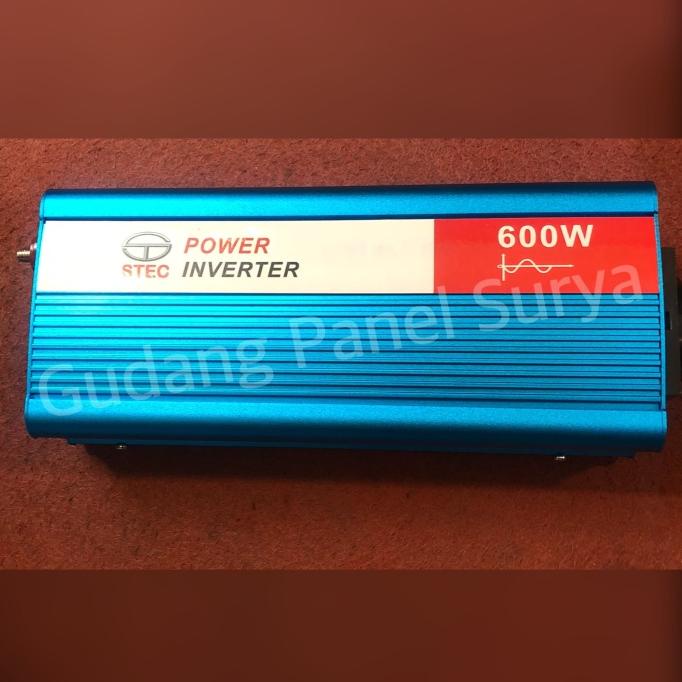 STEC
POWER
INVERTER
600W
Gudang Panel Surya